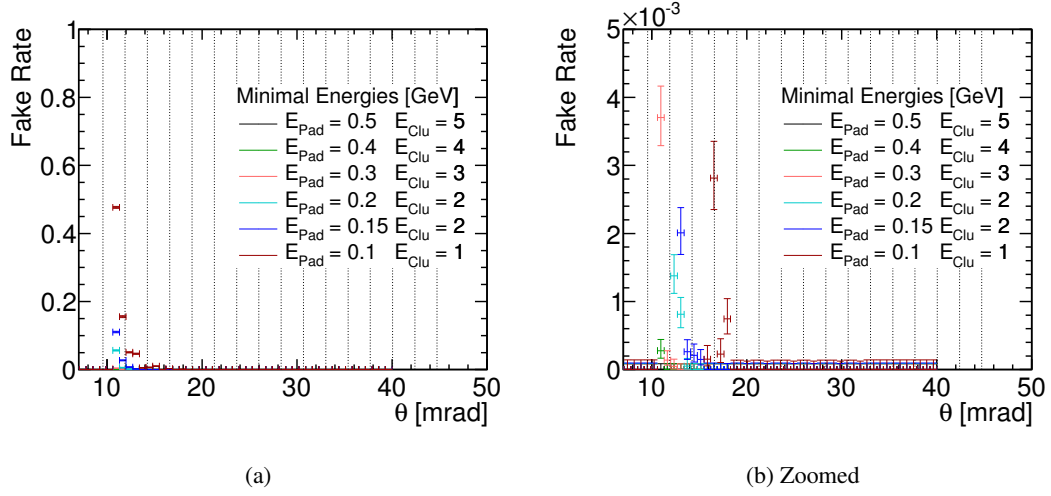 Fake Rate
1
0.8
0.6
0.4
0.2
0
10 20 30 40 50
θ [mrad]
Minimal Energies [GeV]
E_Pad = 0.5 E_Clu = 5
E_Pad = 0.4 E_Clu = 4
E_Pad = 0.3 E_Clu = 3
E_Pad = 0.2 E_Clu = 2
E_Pad = 0.15 E_Clu = 2
E_Pad = 0.1 E_Clu = 1
(a)
Fake Rate
5×10⁻³
4
3
2
1
0
10 20 30 40 50
θ [mrad]
Minimal Energies [GeV]
E_Pad = 0.5 E_Clu = 5
E_Pad = 0.4 E_Clu = 4
E_Pad = 0.3 E_Clu = 3
E_Pad = 0.2 E_Clu = 2
E_Pad = 0.15 E_Clu = 2
E_Pad = 0.1 E_Clu = 1
(b) Zoomed